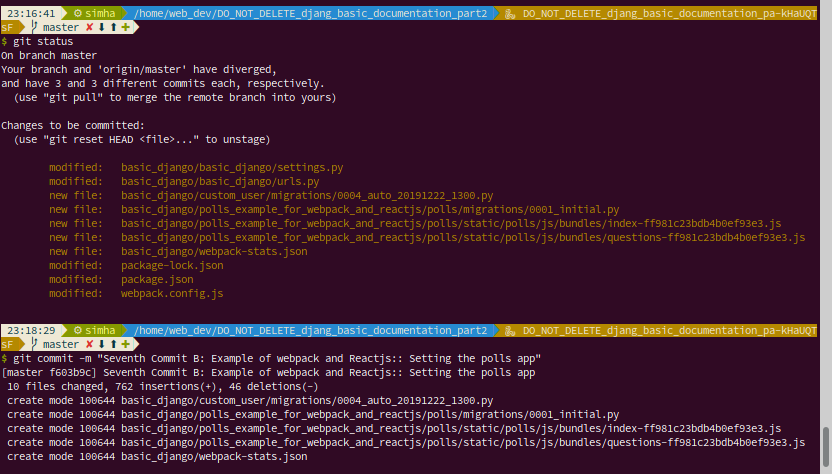 23:16:41 simha /home/web_dev/DO_NOT_DELETE_djang_basic_documentation_part2 DO_NOT_DELETE_djang_basic_documentation_pa-kHaUQT
sF master ✘ ⬇ ⬆ ✚
$ git status
On branch master
Your branch and 'origin/master' have diverged,
and have 3 and 3 different commits each, respectively.
  (use "git pull" to merge the remote branch into yours)
Changes to be committed:
  (use "git reset HEAD <file>..." to unstage)
modified:   basic_django/basic_django/settings.py
modified:   basic_django/basic_django/urls.py
new file:   basic_django/custom_user/migrations/0004_auto_20191222_1300.py
new file:   basic_django/polls_example_for_webpack_and_reactjs/polls/migrations/0001_initial.py
new file:   basic_django/polls_example_for_webpack_and_reactjs/polls/static/polls/js/bundles/index-ff981c23bdb4b0ef93e3.js
new file:   basic_django/polls_example_for_webpack_and_reactjs/polls/static/polls/js/bundles/questions-ff981c23bdb4b0ef93e3.js
new file:   basic_django/webpack-stats.json
modified:   package-lock.json
modified:   package.json
modified:   webpack.config.js
23:18:29 simha /home/web_dev/DO_NOT_DELETE_djang_basic_documentation_part2 DO_NOT_DELETE_djang_basic_documentation_pa-kHaUQT
sF master ⬇ ⬆ ✚
$ git commit -m "Seventh Commit B: Example of webpack and Reactjs:: Setting the polls app"
[master f603b9c] Seventh Commit B: Example of webpack and Reactjs:: Setting the polls app
 10 files changed, 762 insertions(+), 46 deletions(-)
 create mode 100644 basic_django/custom_user/migrations/0004_auto_20191222_1300.py
 create mode 100644 basic_django/polls_example_for_webpack_and_reactjs/polls/migrations/0001_initial.py
 create mode 100644 basic_django/polls_example_for_webpack_and_reactjs/polls/static/polls/js/bundles/index-ff981c23bdb4b0ef93e3.js
 create mode 100644 basic_django/polls_example_for_webpack_and_reactjs/polls/static/polls/js/bundles/questions-ff981c23bdb4b0ef93e3.js
 create mode 100644 basic_django/webpack-stats.json